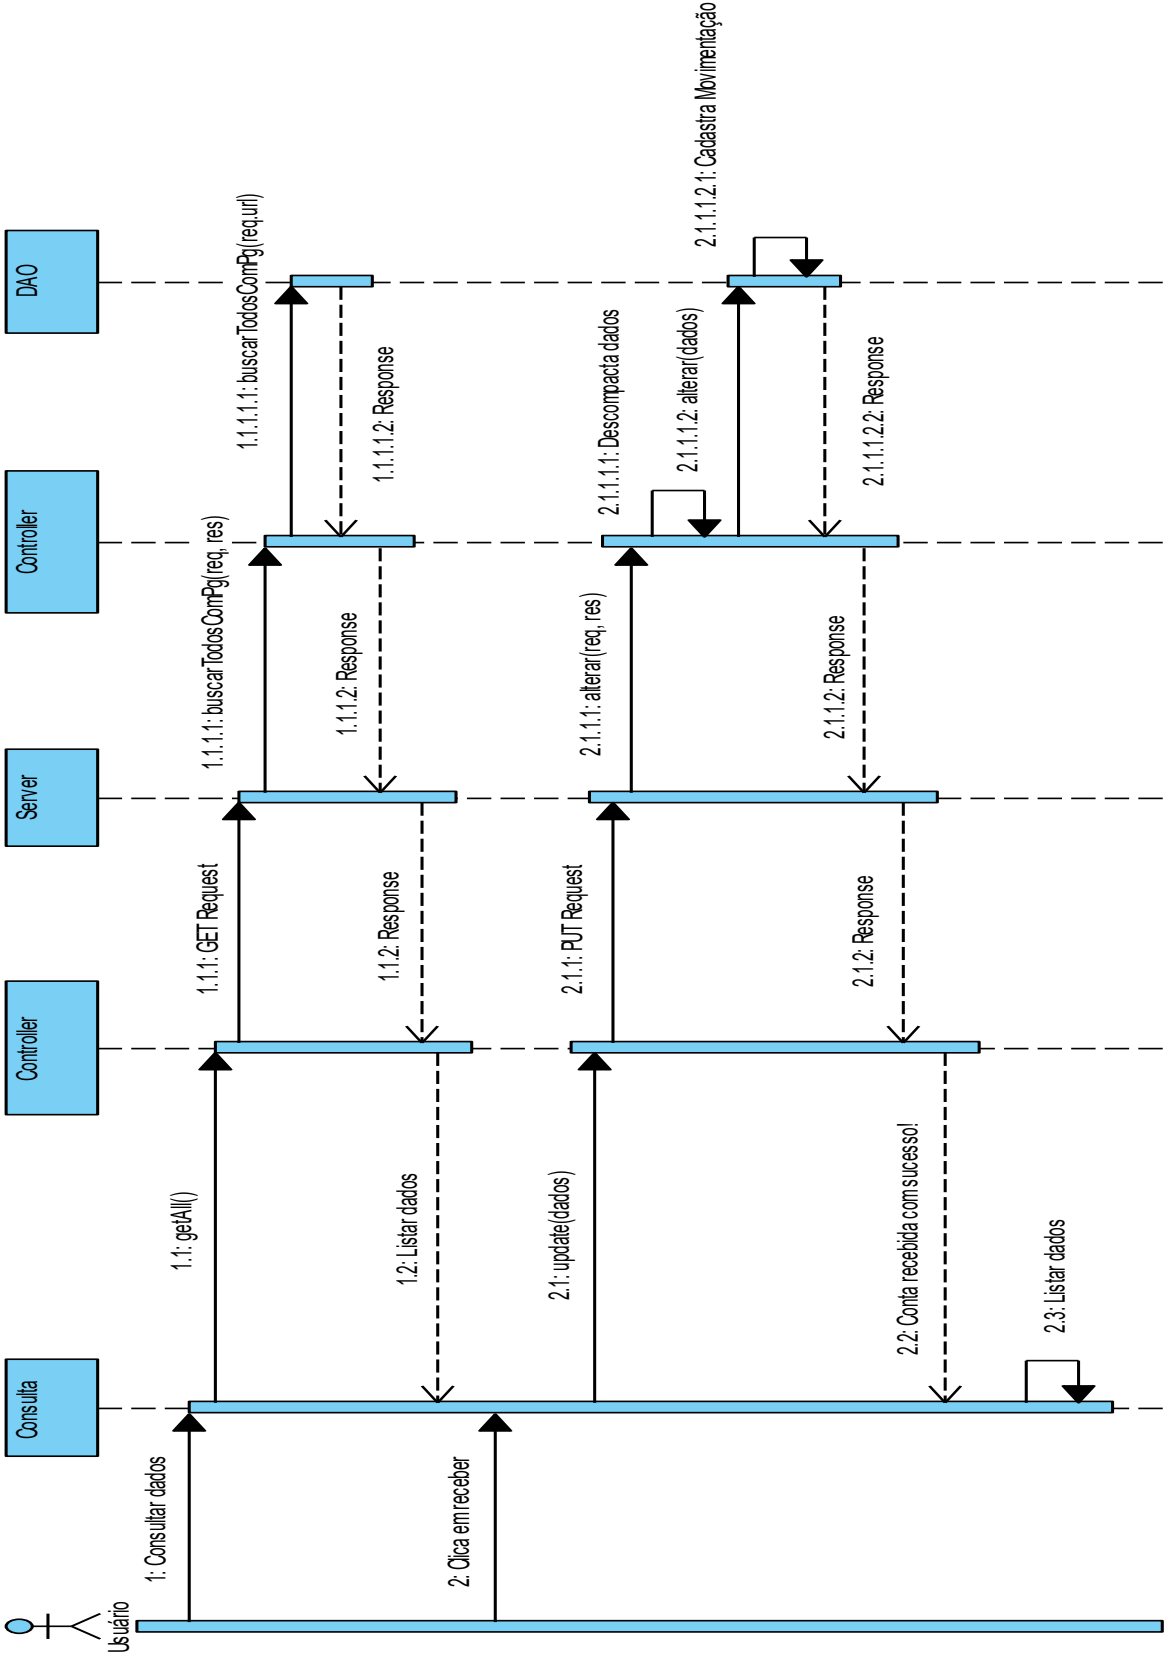 Usuário
Consulta
Controller
Server
Controller
DAO
1: Consultar dados
1.1: getAll()
1.1.1: GET Request
1.1.1.1: buscarTodosComPg(req, res)
1.1.1.1.1: buscarTodosComPg(req.url)
1.1.1.1.2: Response
1.1.1.2: Response
1.1.2: Response
1.2: Listar dados
2: Clica em receber
2.1: update(dados)
2.1.1: PUT Request
2.1.1.1: alterar(req, res)
2.1.1.1.1: Descompacta dados
2.1.1.1.2: alterar(dados)
2.1.1.1.2.1: Cadastra Movimentação
2.1.1.1.2.2: Response
2.1.1.2: Response
2.1.2: Response
2.2: Conta recebida com sucesso!
2.3: Listar dados